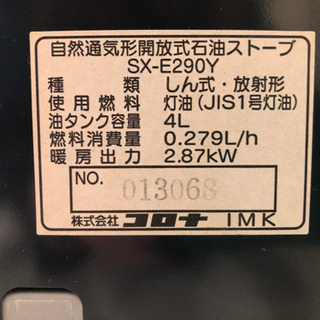 自然通気形開放式石油ストーブ
SX-E290Y
種類 しん式・放射形
使用燃料 灯油(JIS1号灯油)
油タンク容量 4L
燃料消費量 0.279L/h
暖房出力 2.87kW
NO. 013068
株式会社 コロナ IMK